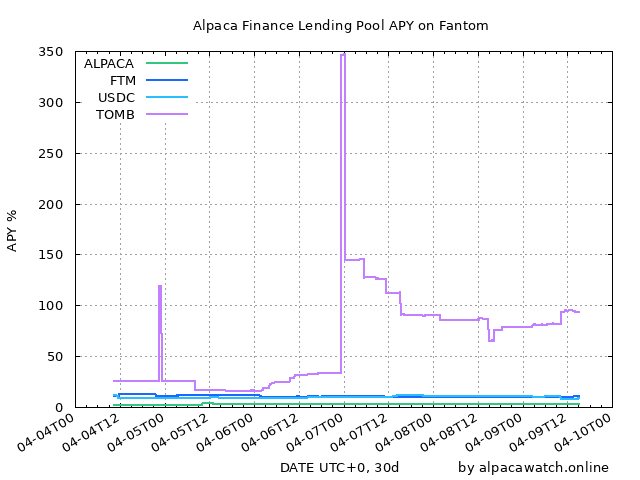 Alpaca Finance Lending Pool APY on Fantom
APY %
350
300
250
200
150
100
50
0
ALPACA
FTM
USDC
TOMB
04-04T00
04-04T12
04-05T00
04-05T12
04-06T00
04-06T12
04-07T00
04-07T12
04-08T00
04-08T12
04-09T00
04-09T12
04-10T00
DATE UTC+0, 30d
by alpacawatch.online